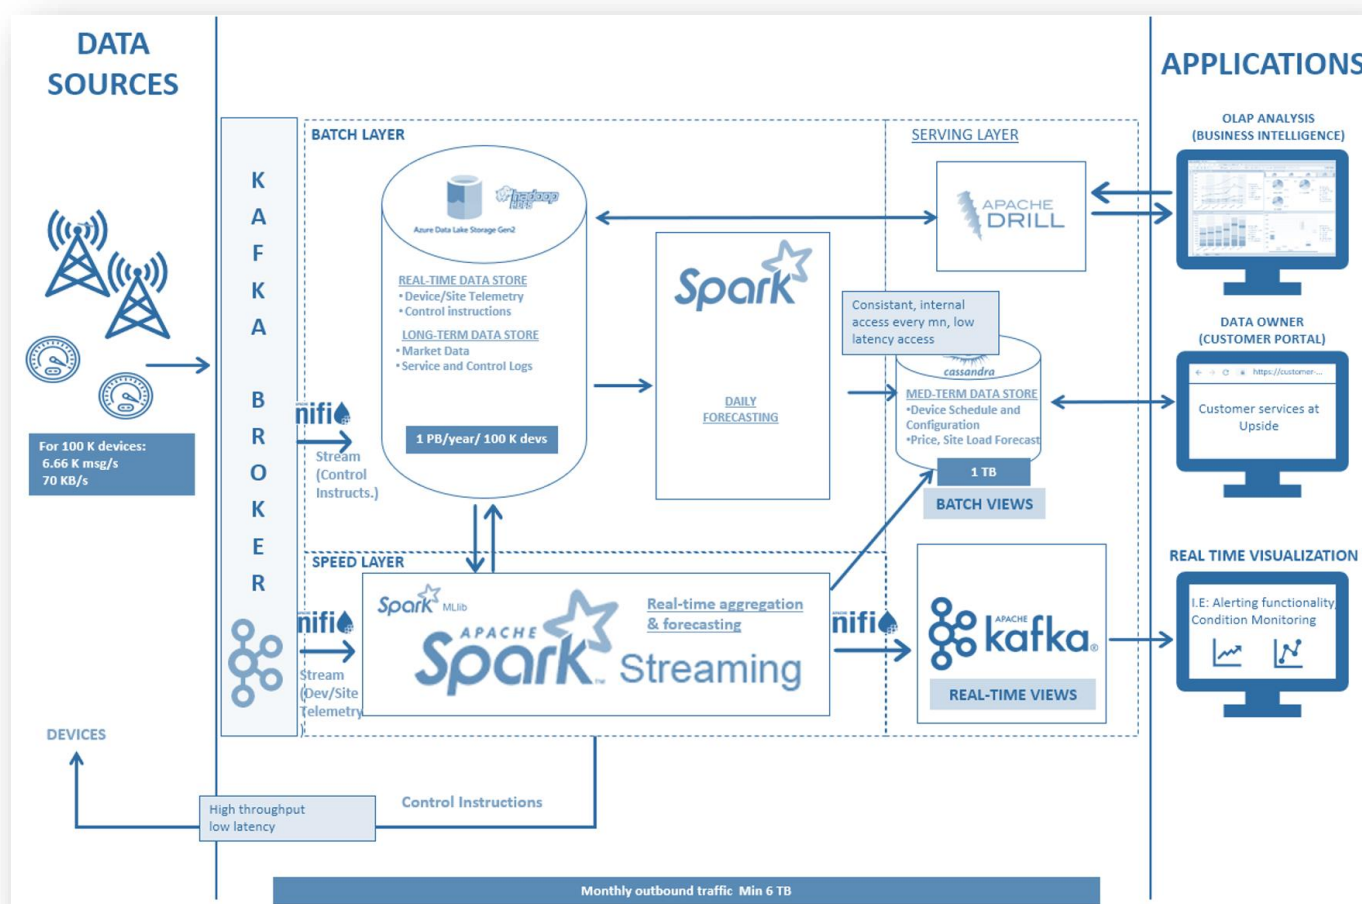 DATA
SOURCES
APPLICATIONS
K
A
F
K
A
B
R
O
K
E
R
BATCH LAYER
SERVING LAYER
OLAP ANALYSIS
(BUSINESS INTELLIGENCE)
hadoop
HDFS
Azure Data Lake Storage Gen2
APACHE
DRILL
REAL-TIME DATA STORE
• Device/Site Telemetry
• Control instructions
LONG-TERM DATA STORE
• Market Data
• Service and Control Logs
1 PB/year/ 100 K devs
Spark
DAILY
FORECASTING
Consistant, internal
access every mn, low
latency access
cassandra
MED-TERM DATA STORE
•Device Schedule and
Configuration
•Price, Site Load Forecast
1 TB
BATCH VIEWS
DATA OWNER
(CUSTOMER PORTAL)
https://customer-...
Customer services at
Upside
For 100 K devices:
6.66 K msg/s
70 KB/s
APACHE
nifi
Stream
(Control
Instructs.)
SPEED LAYER
nifi
Stream
(Dev/Site
Telemetry
)
Spark MLlib
APACHE
Spark™ Streaming
Real-time aggregation
& forecasting
nifi
APACHE
kafka®
REAL-TIME VIEWS
REAL TIME VISUALIZATION
I.E: Alerting functionality,
Condition Monitoring
DEVICES
High throughput
low latency
Control Instructions
Monthly outbound traffic Min 6 TB